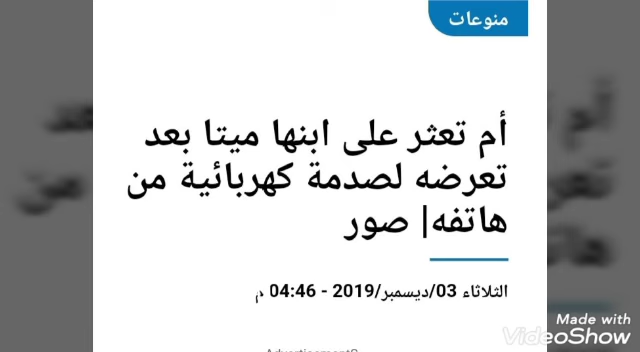 منوعات
أم تعثر على ابنها ميتا بعد
تعرضه لصدمة كهربائية من
هاتفه| صور
الثلاثاء 03/ديسمبر/2019 - 04:46 م
Advertisements
Made with
VideoShow